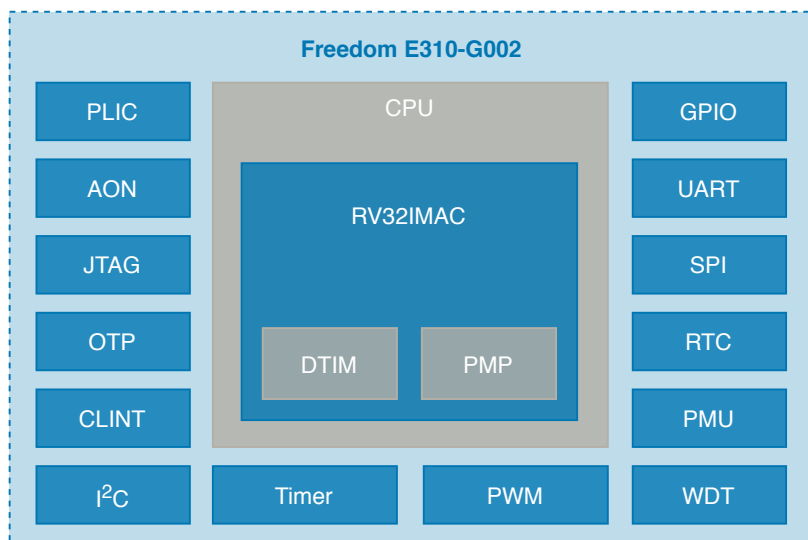 Freedom E310-G002
PLIC
CPU
GPIO
AON
RV32IMAC
UART
JTAG
SPI
OTP
DTIM
PMP
RTC
CLINT
PMU
I²C
Timer
PWM
WDT